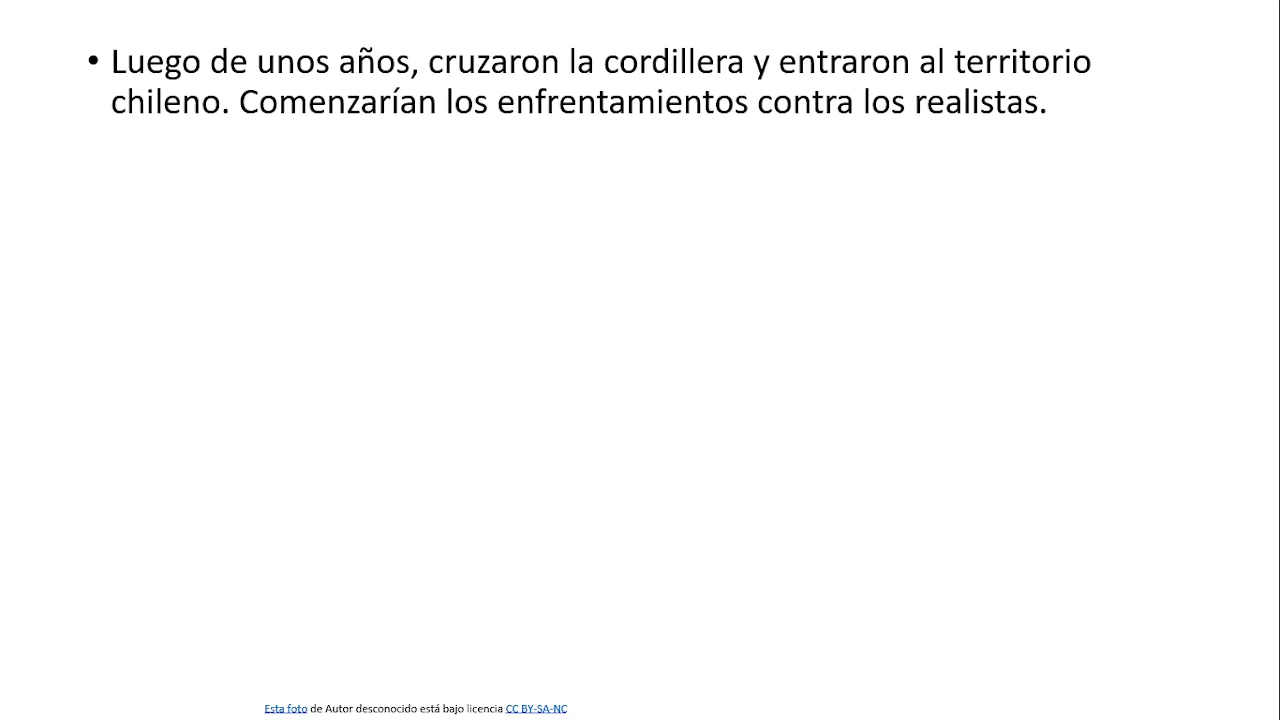 • Luego de unos años, cruzaron la cordillera y entraron al territorio
chileno. Comenzarían los enfrentamientos contra los realistas.
Esta foto de Autor desconocido está bajo licencia CC BY-SA-NC